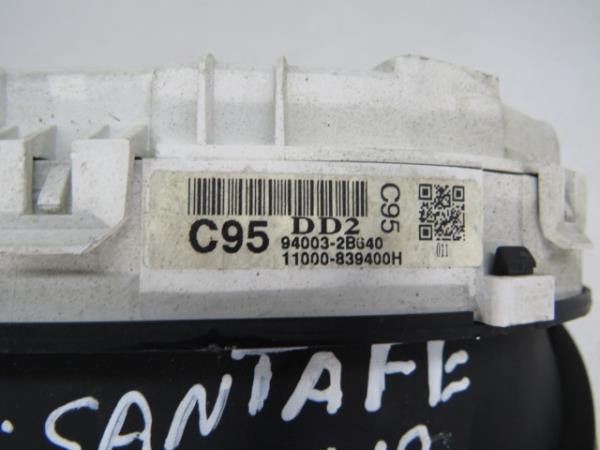 C95 DD2 C95
94003-2B640
11000-839400H
011
SANTAFE